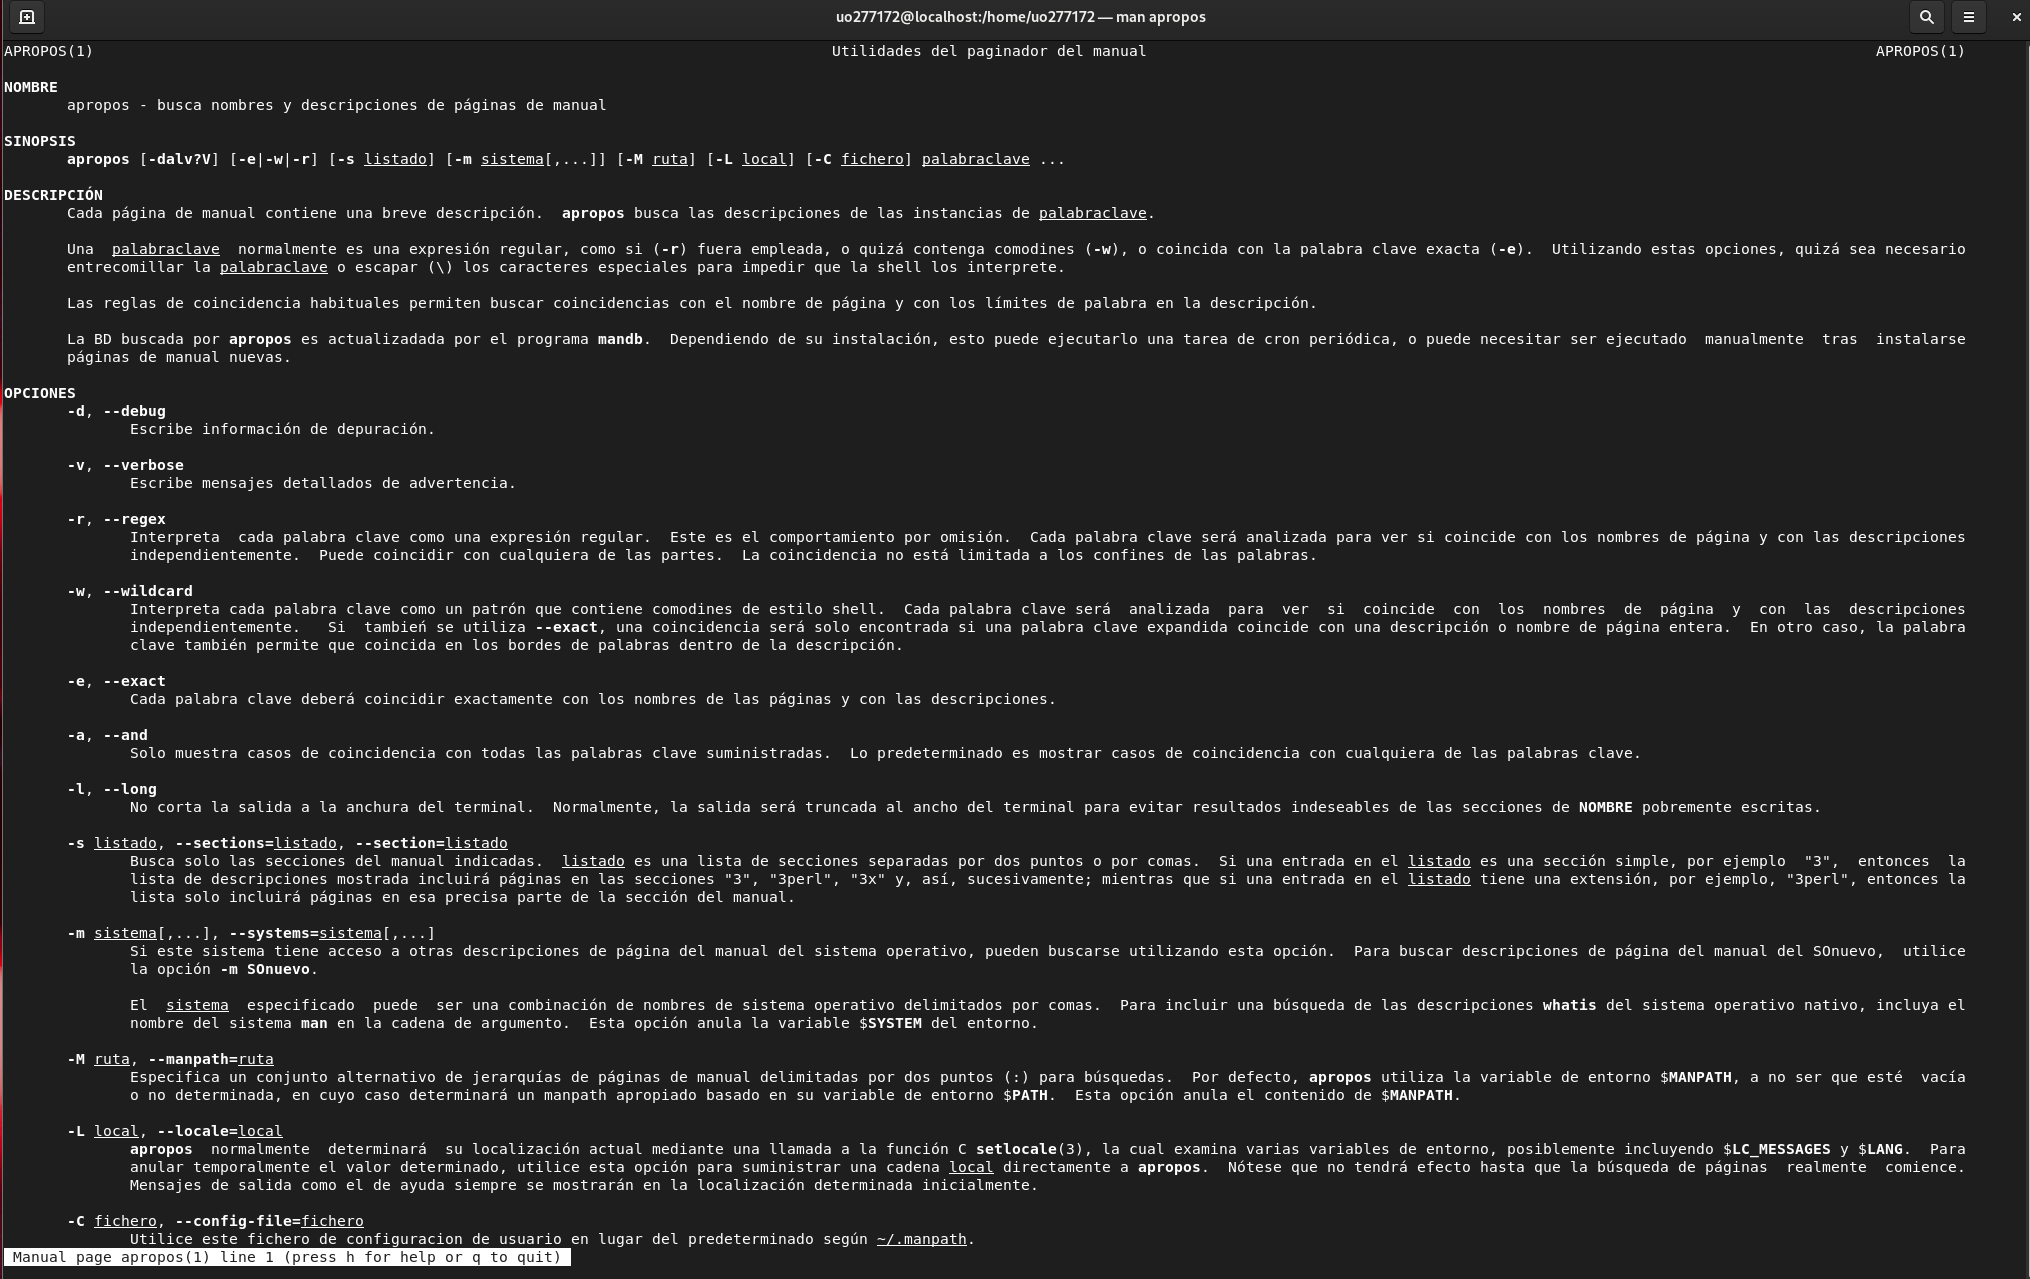 uo277172@localhost:/home/uo277172 — man apropos
APROPOS(1) Utilidades del paginador del manual APROPOS(1)
NOMBRE
apropos - busca nombres y descripciones de páginas de manual
SINOPSIS
apropos [-dalv?V] [-e|-w|-r] [-s listado] [-m sistema[,...]] [-M ruta] [-L local] [-C fichero] palabraclave ...
DESCRIPCIÓN
Cada página de manual contiene una breve descripción. apropos busca las descripciones de las instancias de palabraclave.
Una palabraclave normalmente es una expresión regular, como si (-r) fuera empleada, o quizá contenga comodines (-w), o coincida con la palabra clave exacta (-e). Utilizando estas opciones, quizá sea necesario
entrecomillar la palabraclave o escapar (\) los caracteres especiales para impedir que la shell los interprete.
Las reglas de coincidencia habituales permiten buscar coincidencias con el nombre de página y con los límites de palabra en la descripción.
La BD buscada por apropos es actualizadada por el programa mandb. Dependiendo de su instalación, esto puede ejecutarlo una tarea de cron periódica, o puede necesitar ser ejecutado manualmente tras instalarse
páginas de manual nuevas.
OPCIONES
-d, --debug
Escribe información de depuración.
-v, --verbose
Escribe mensajes detallados de advertencia.
-r, --regex
Interpreta cada palabra clave como una expresión regular. Este es el comportamiento por omisión. Cada palabra clave será analizada para ver si coincide con los nombres de página y con las descripciones
independientemente. Puede coincidir con cualquiera de las partes. La coincidencia no está limitada a los confines de las palabras.
-w, --wildcard
Interpreta cada palabra clave como un patrón que contiene comodines de estilo shell. Cada palabra clave será analizada para ver si coincide con los nombres de página y con las descripciones
independientemente. Si tambień se utiliza --exact, una coincidencia será solo encontrada si una palabra clave expandida coincide con una descripción o nombre de página entera. En otro caso, la palabra
clave también permite que coincida en los bordes de palabras dentro de la descripción.
-e, --exact
Cada palabra clave deberá coincidir exactamente con los nombres de las páginas y con las descripciones.
-a, --and
Solo muestra casos de coincidencia con todas las palabras clave suministradas. Lo predeterminado es mostrar casos de coincidencia con cualquiera de las palabras clave.
-l, --long
No corta la salida a la anchura del terminal. Normalmente, la salida será truncada al ancho del terminal para evitar resultados indeseables de las secciones de NOMBRE pobremente escritas.
-s listado, --sections=listado, --section=listado
Busca solo las secciones del manual indicadas. listado es una lista de secciones separadas por dos puntos o por comas. Si una entrada en el listado es una sección simple, por ejemplo "3", entonces la
lista de descripciones mostrada incluirá páginas en las secciones "3", "3perl", "3x" y, así, sucesivamente; mientras que si una entrada en el listado tiene una extensión, por ejemplo, "3perl", entonces la
lista solo incluirá páginas en esa precisa parte de la sección del manual.
-m sistema[,...], --systems=sistema[,...]
Si este sistema tiene acceso a otras descripciones de página del manual del sistema operativo, pueden buscarse utilizando esta opción. Para buscar descripciones de página del manual del SOnuevo, utilice
la opción -m SOnuevo.
El sistema especificado puede ser una combinación de nombres de sistema operativo delimitados por comas. Para incluir una búsqueda de las descripciones whatis del sistema operativo nativo, incluya el
nombre del sistema man en la cadena de argumento. Esta opción anula la variable $SYSTEM del entorno.
-M ruta, --manpath=ruta
Especifica un conjunto alternativo de jerarquías de páginas de manual delimitadas por dos puntos (:) para búsquedas. Por defecto, apropos utiliza la variable de entorno $MANPATH, a no ser que esté vacía
o no determinada, en cuyo caso determinará un manpath apropiado basado en su variable de entorno $PATH. Esta opción anula el contenido de $MANPATH.
-L local, --locale=local
apropos normalmente determinará su localización actual mediante una llamada a la función C setlocale(3), la cual examina varias variables de entorno, posiblemente incluyendo $LC_MESSAGES y $LANG. Para
anular temporalmente el valor determinado, utilice esta opción para suministrar una cadena local directamente a apropos. Nótese que no tendrá efecto hasta que la búsqueda de páginas realmente comience.
Mensajes de salida como el de ayuda siempre se mostrarán en la localización determinada inicialmente.
-C fichero, --config-file=fichero
Utilice este fichero de configuracion de usuario en lugar del predeterminado según ~/.manpath.
Manual page apropos(1) line 1 (press h for help or q to quit)